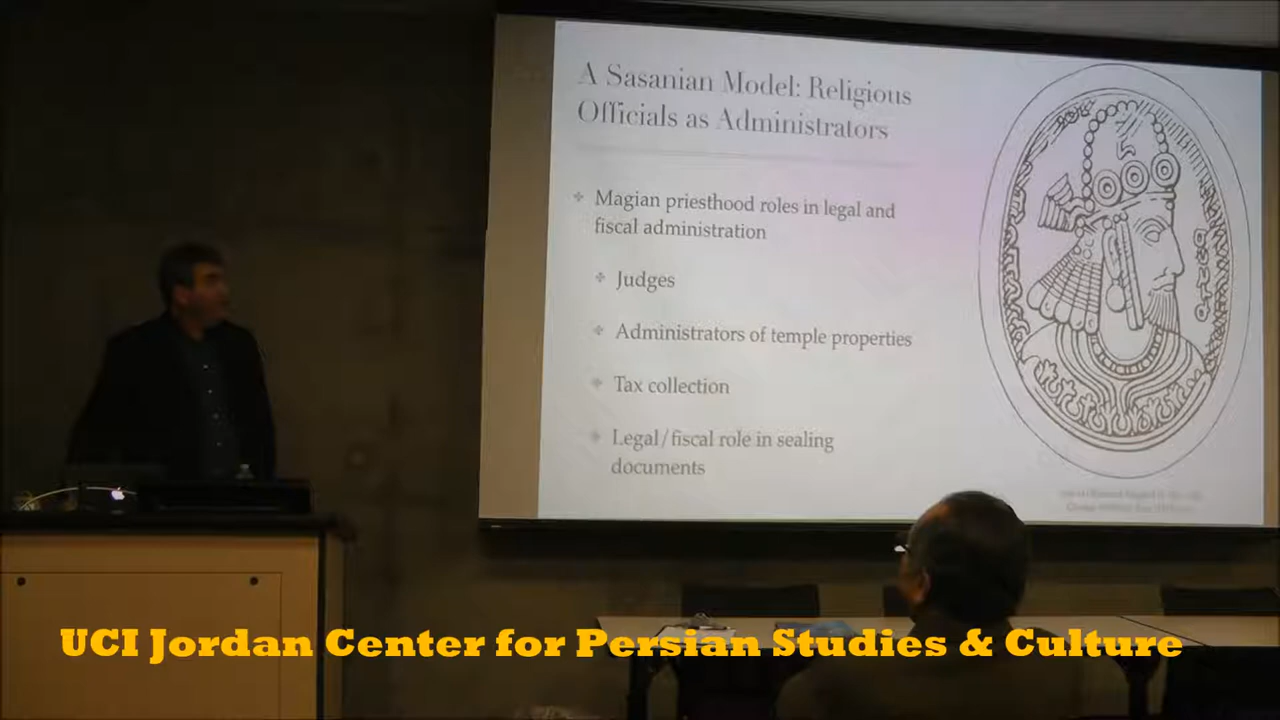 A Sasanian Model: Religious
Officials as Administrators
Magian priesthood roles in legal and
fiscal administration
Judges
Administrators of temple properties
Tax collection
Legal/fiscal role in sealing
documents
UCI Jordan Center for Persian Studies & Culture